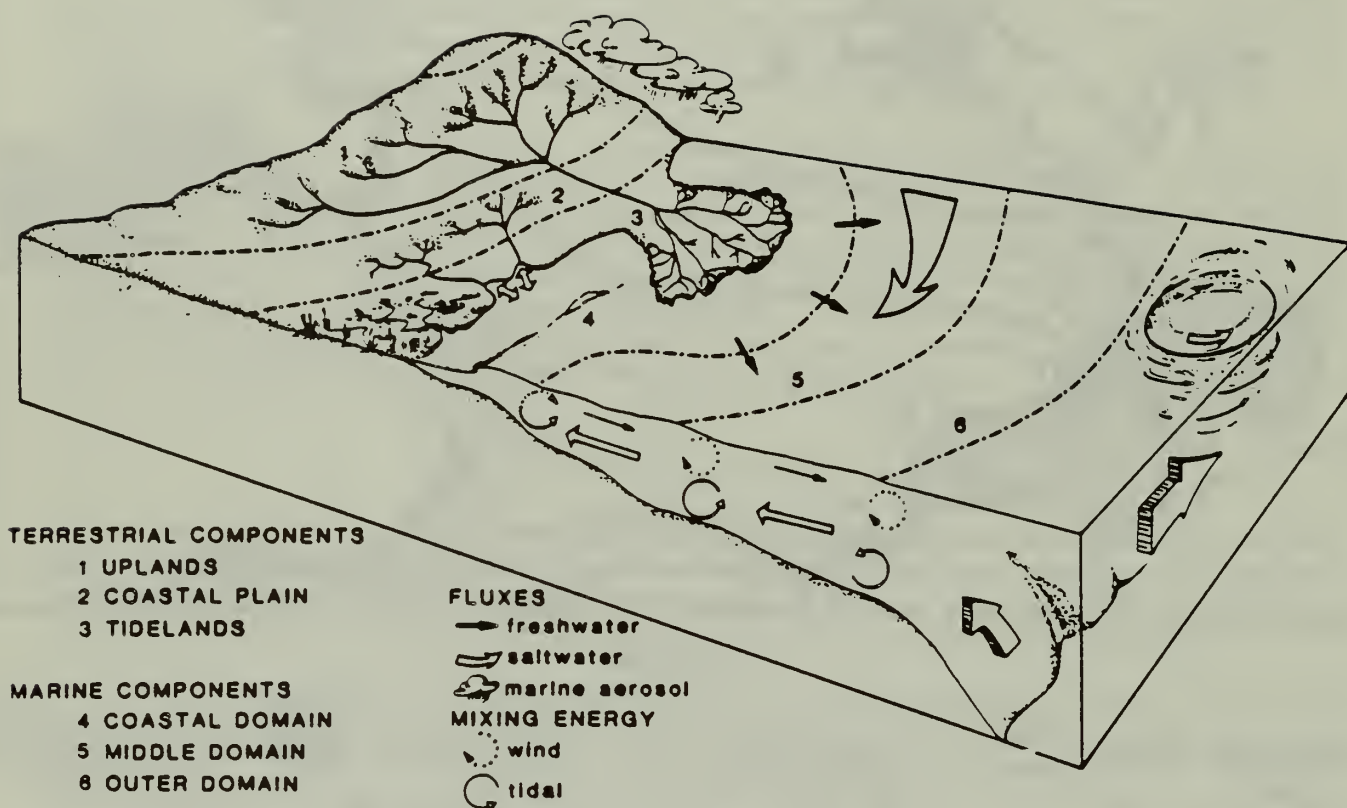 1
2
3
4
5
6
TERRESTRIAL COMPONENTS
1 UPLANDS
2 COASTAL PLAIN
3 TIDELANDS
MARINE COMPONENTS
4 COASTAL DOMAIN
5 MIDDLE DOMAIN
6 OUTER DOMAIN
FLUXES
freshwater
saltwater
marine aerosol
MIXING ENERGY
wind
tidal